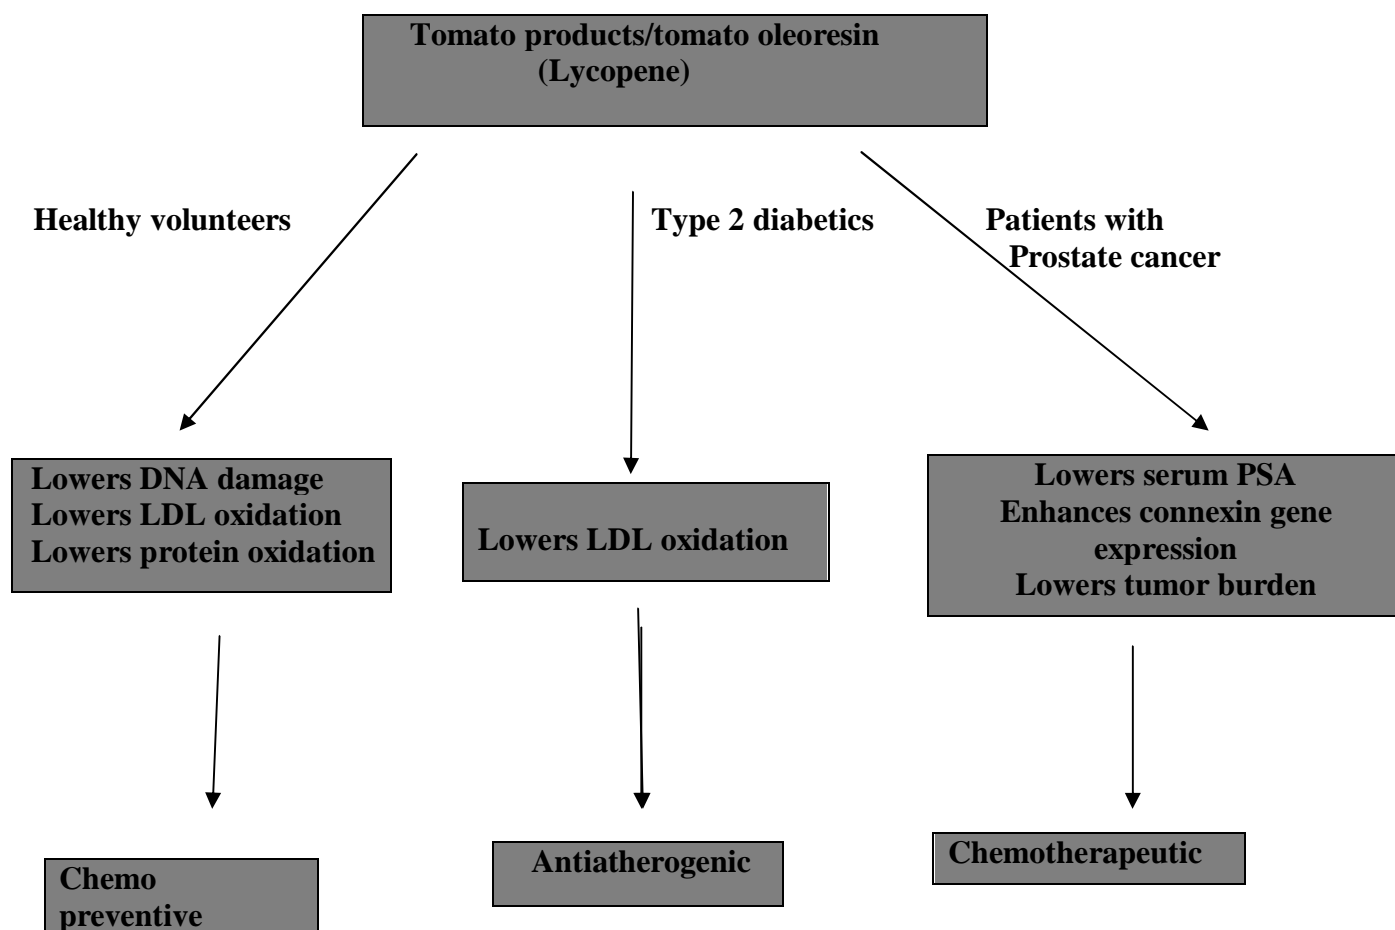 Tomato products/tomato oleoresin
(Lycopene)
Healthy volunteers
Type 2 diabetics
Patients with
Prostate cancer
Lowers DNA damage
Lowers LDL oxidation
Lowers protein oxidation
Lowers LDL oxidation
Lowers serum PSA
Enhances connexin gene
expression
Lowers tumor burden
Chemo
preventive
Antiatherogenic
Chemotherapeutic